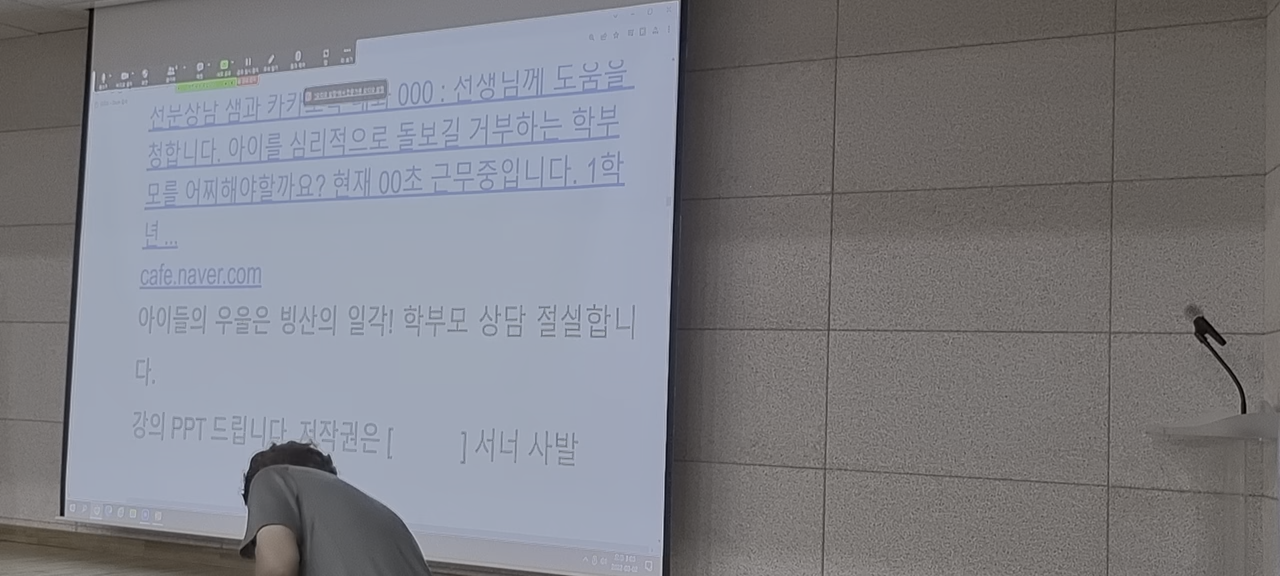 선분상남 샘과 카카오톡 대화 000 : 선생님께 도움을
청합니다. 아이를 심리적으로 돌보길 거부하는 학부
모를 어찌해야할까요? 현재 00초 근무중입니다. 1학
년 ...
cafe.naver.com
아이들의 우울은 빙산의 일각! 학부모 상담 절실합니
다.
강의 PPT 드립니다. 저작권은 [ ] 서너 사발